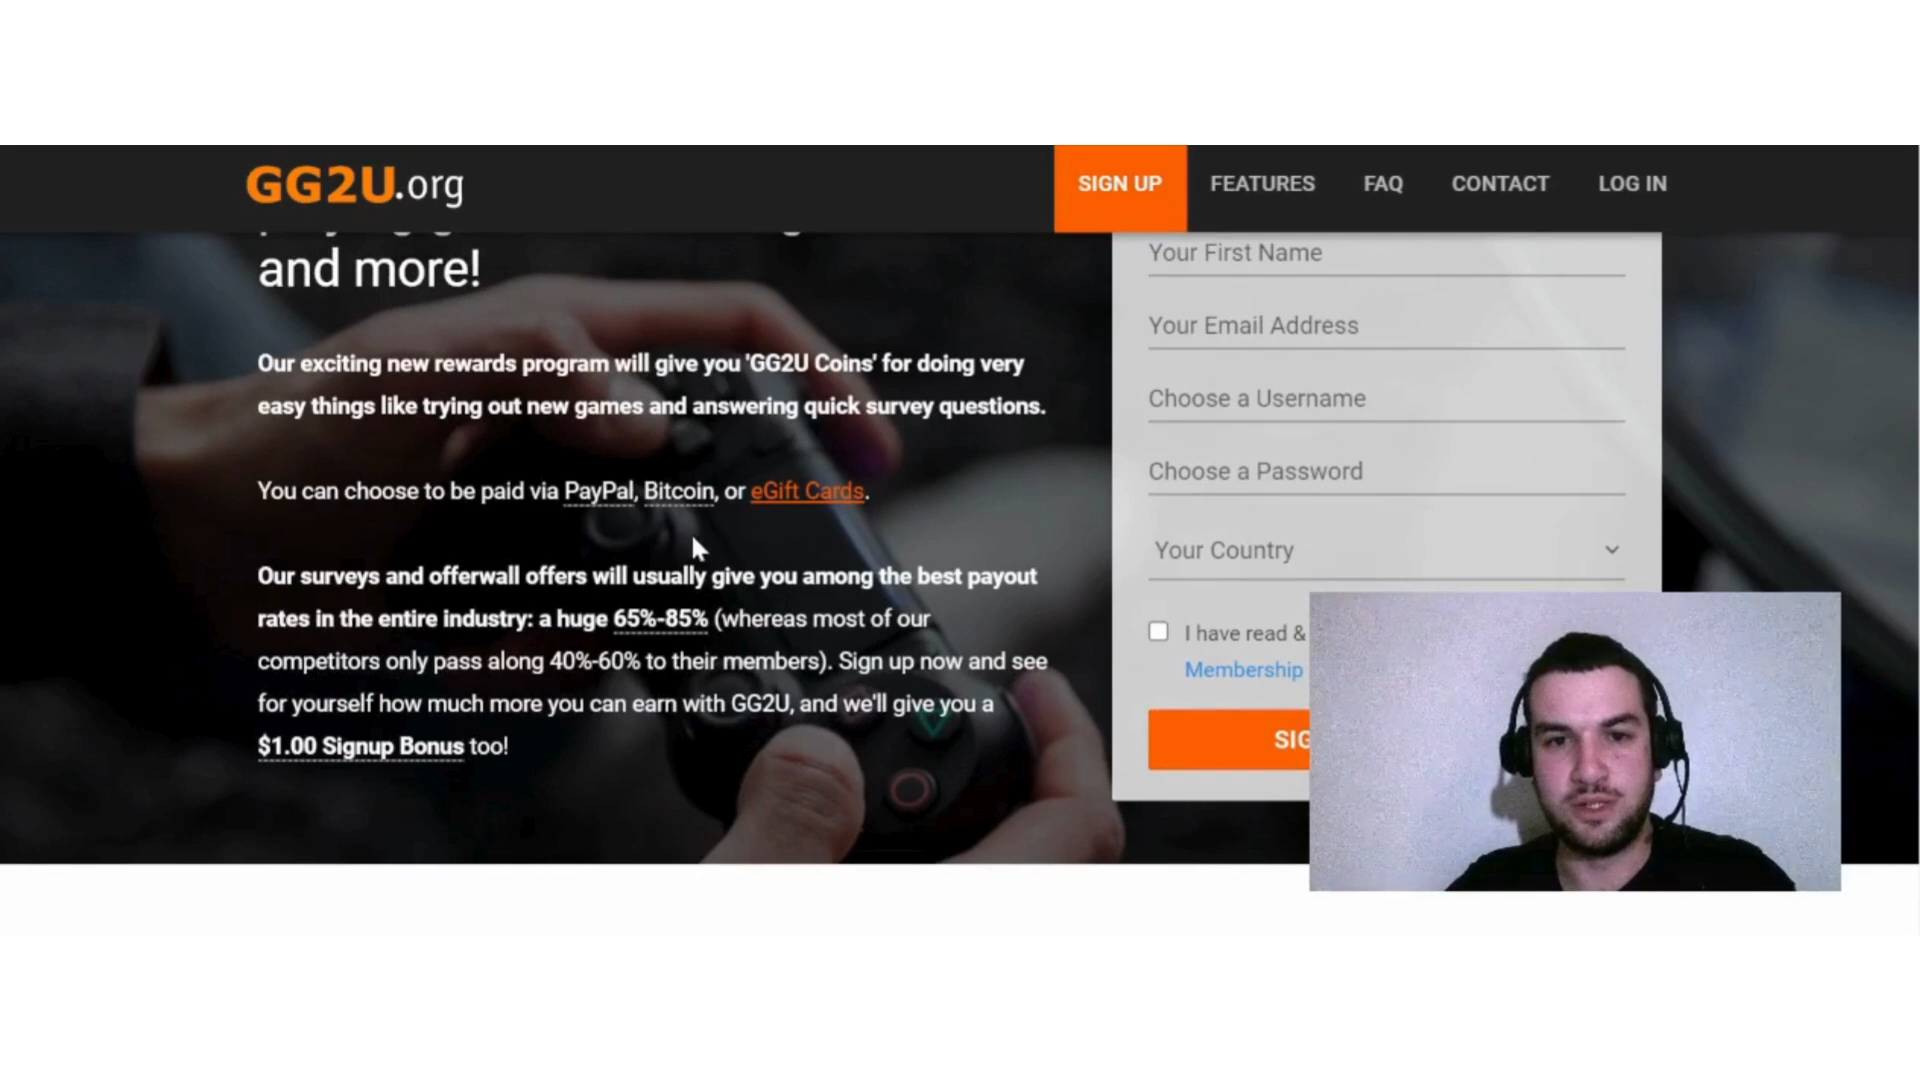 GG2U.org
SIGN UP
FEATURES
FAQ
CONTACT
LOG IN
and more!
Our exciting new rewards program will give you 'GG2U Coins' for doing very
easy things like trying out new games and answering quick survey questions.
You can choose to be paid via PayPal, Bitcoin, or eGift Cards.
Our surveys and offerwall offers will usually give you among the best payout
rates in the entire industry: a huge 65%-85% (whereas most of our
competitors only pass along 40%-60% to their members). Sign up now and see
for yourself how much more you can earn with GG2U, and we'll give you a
$1.00 Signup Bonus too!
Your First Name
Your Email Address
Choose a Username
Choose a Password
Your Country
I have read &
Membership
SIG